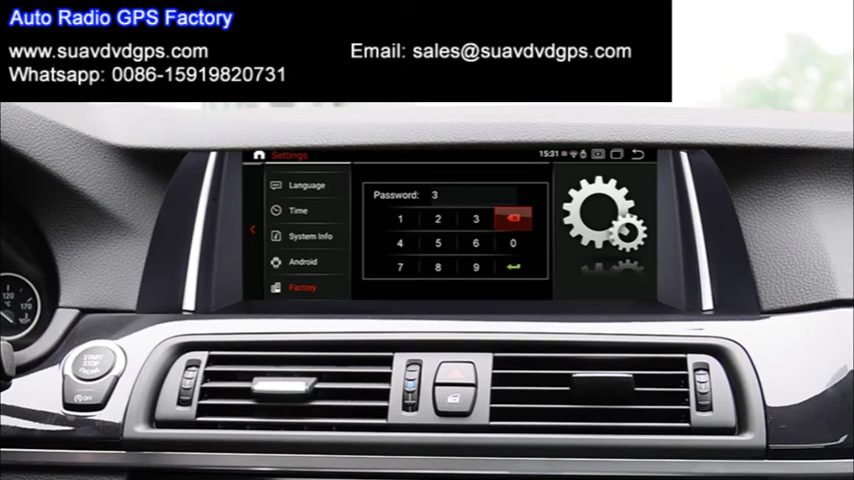 Auto Radio GPS Factory
www.suavdvdgps.com
Email: sales@suavdvdgps.com
Whatsapp: 0086-15919820731
Settings
15:31
Language
Time
System Info
Android
Factory
Password: 3
1 2 3
4 5 6 0
7 8 9
120
170
START
STOP
OFF